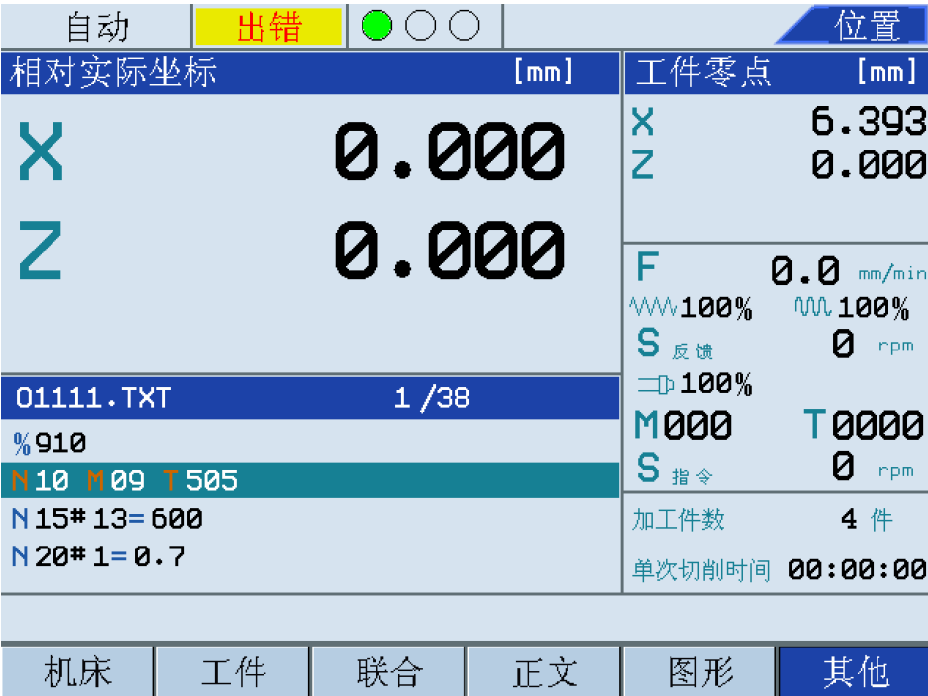 自动 出错 位置
相对实际坐标 [mm]
X 0.000
Z 0.000
工件零点 [mm]
X 6.393
Z 0.000
F 0.0 mm/min
100% 100%
S 反馈 0 rpm
100%
M000 T0000
S 指令 0 rpm
加工件数 4 件
单次切削时间 00:00:00
O1111.TXT 1/38
%910
N10 M09 T505
N15#13=600
N20#1=0.7
机床 工件 联合 正文 图形 其他